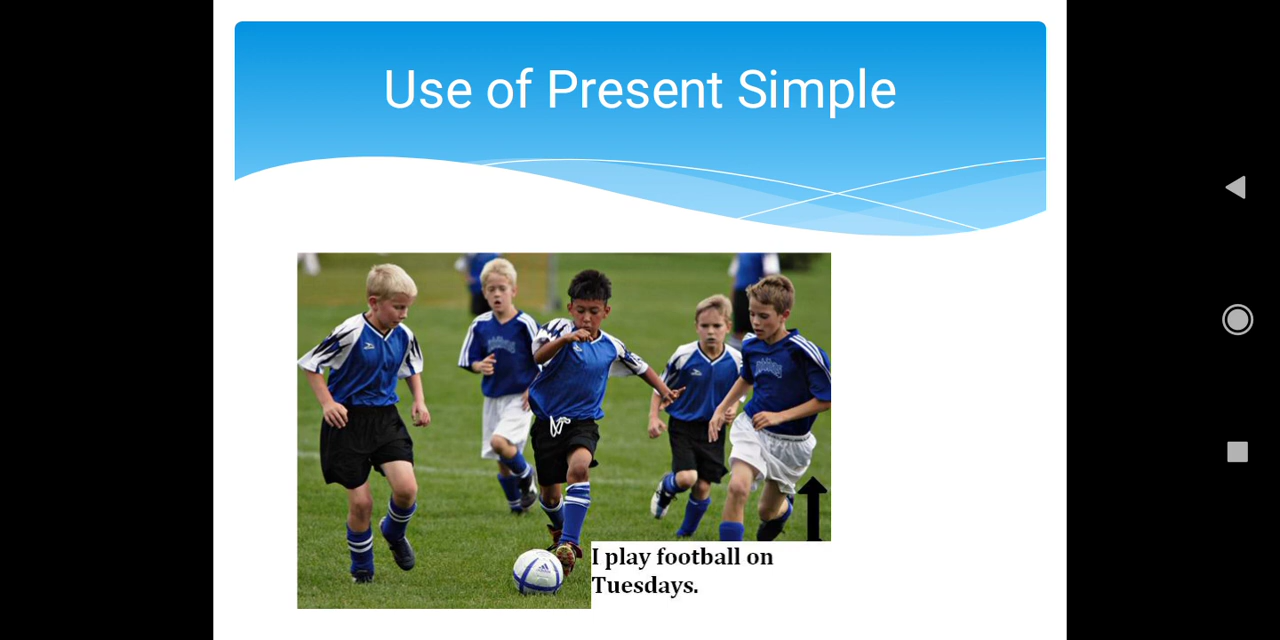 Use of Present Simple
I play football on
Tuesdays.